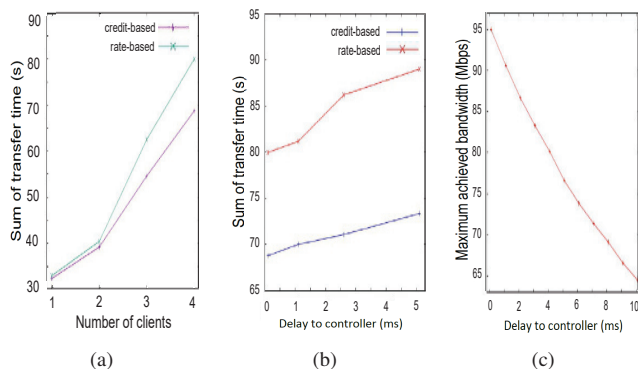 credit-based
rate-based
Sum of transfer time (s)
90
80
70
60
50
40
30
1 2 3 4
Number of clients
(a)
credit-based
rate-based
Sum of transfer time (s)
95
90
85
80
75
70
65
0 1 2 3 4 5
Delay to controller (ms)
(b)
Maximum achieved bandwidth (Mbps)
95
90
85
80
75
70
65
0 2 4 6 8 10
Delay to controller (ms)
(c)